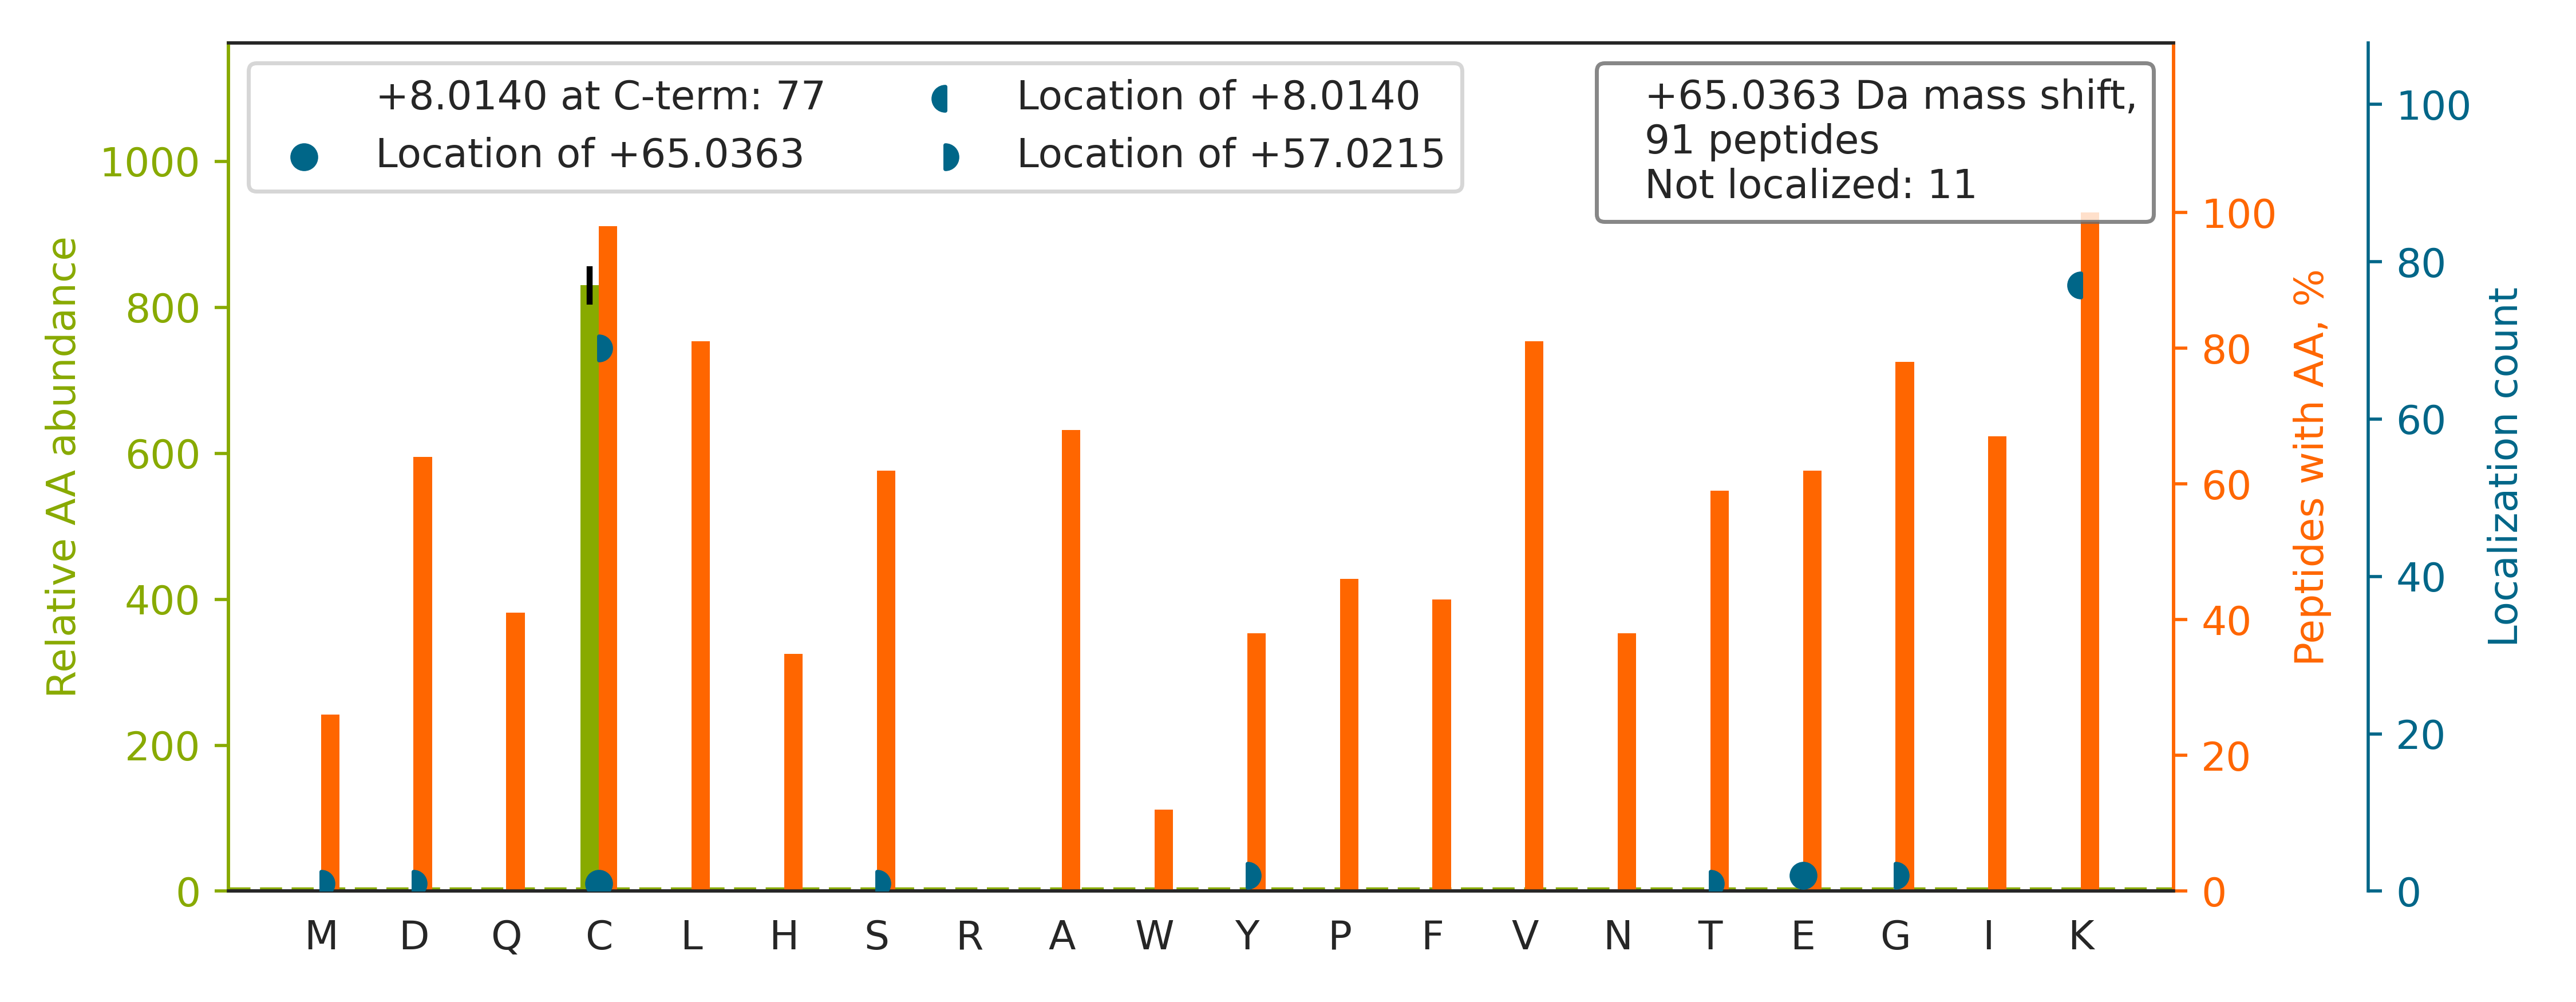 +8.0140 at C-term: 77
Location of +65.0363
Location of +8.0140
Location of +57.0215
+65.0363 Da mass shift,
91 peptides
Not localized: 11
Relative AA abundance
1000
800
600
400
200
0
M D Q C L H S R A W Y P F V N T E G I K
100
80
60
40
20
0
Peptides with AA, %
100
80
60
40
20
0
Localization count